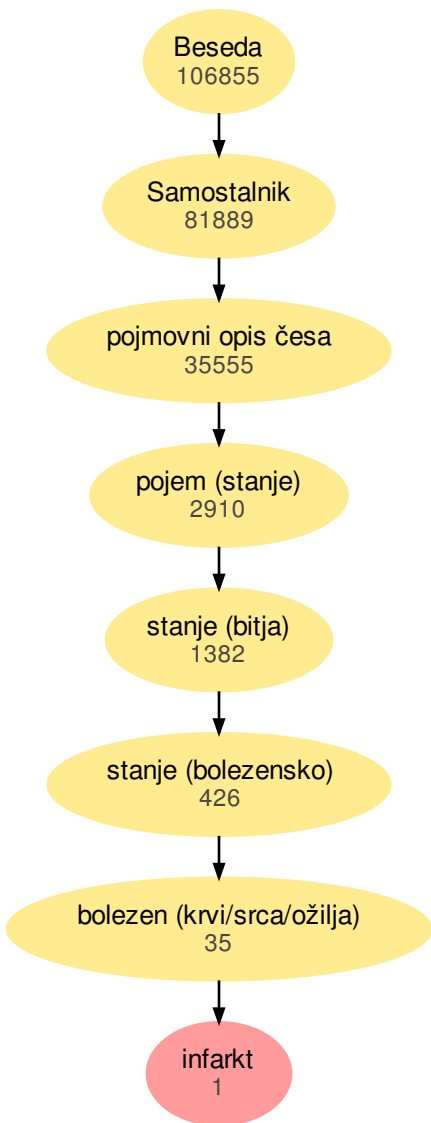 Beseda
106855
Samostalnik
81889
pojmovni opis česa
35555
pojem (stanje)
2910
stanje (bitja)
1382
stanje (bolezensko)
426
bolezen (krvi/srca/ožilja)
35
infarkt
1